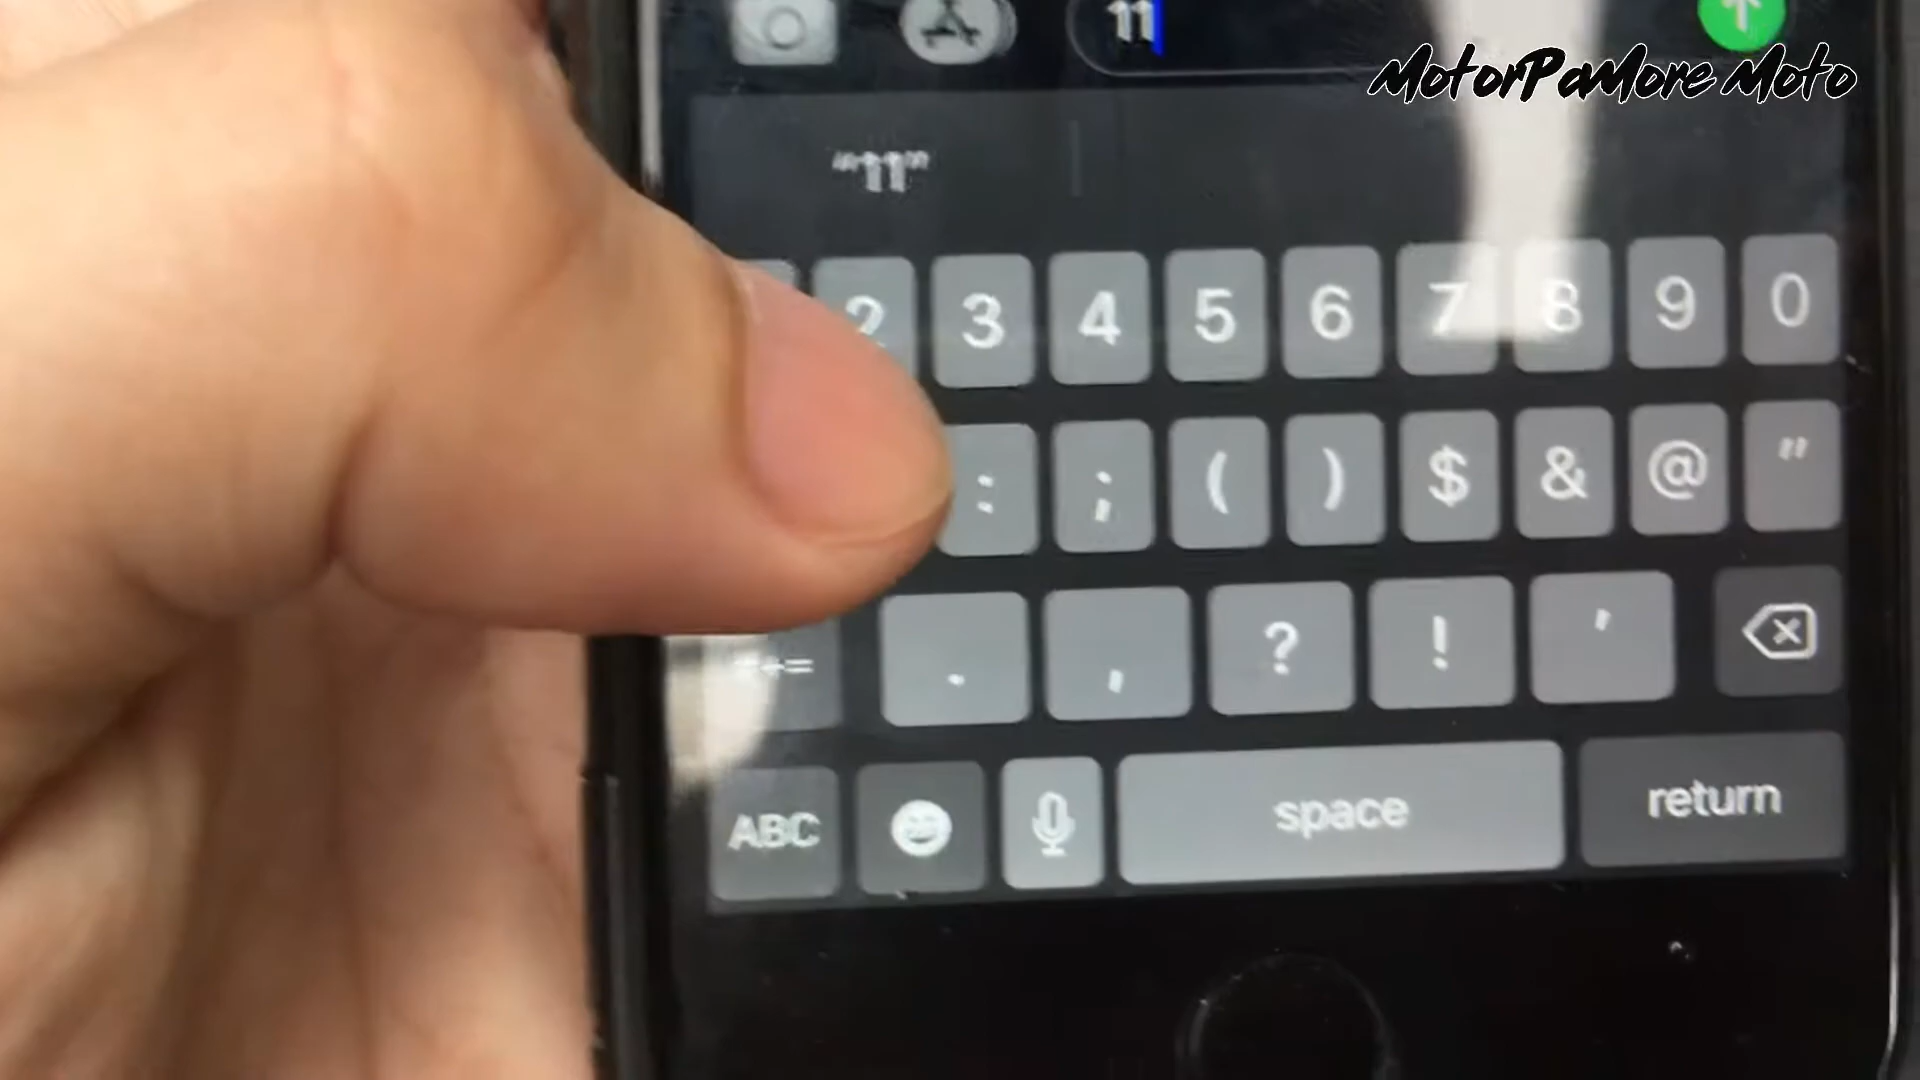 11
MotorPaMore Moto
"11"
2 3 4 5 6 7 8 9 0
: ; ( ) $ & @ "
#+= . , ? ! '
ABC space return